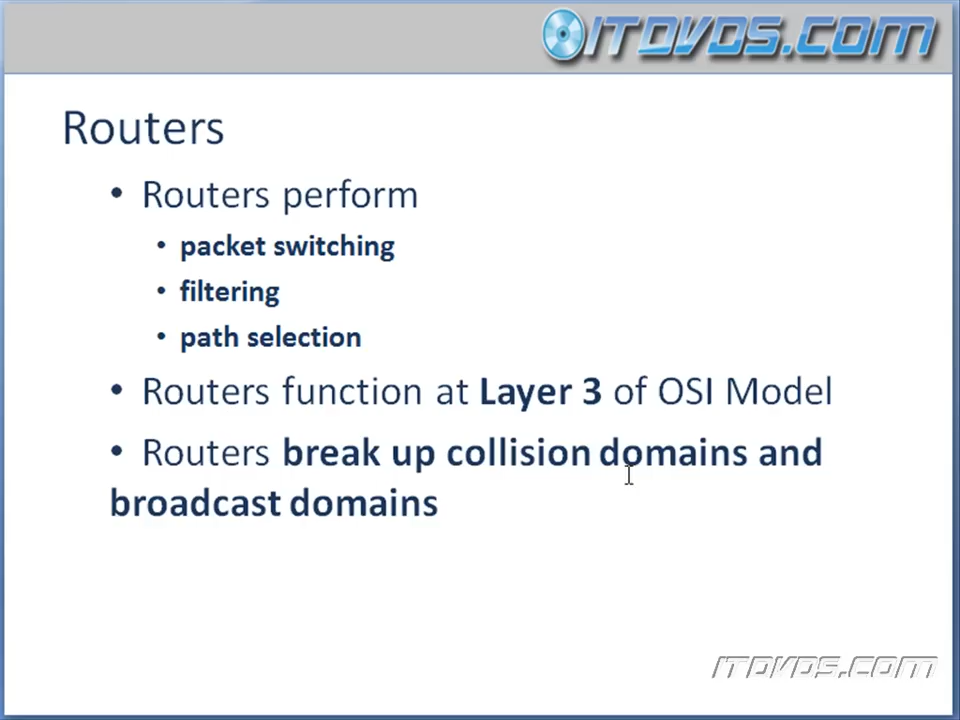 ITDVDS.COM
Routers
• Routers perform
• packet switching
• filtering
• path selection
• Routers function at Layer 3 of OSI Model
• Routers break up collision domains and
broadcast domains
ITDVDS.COM